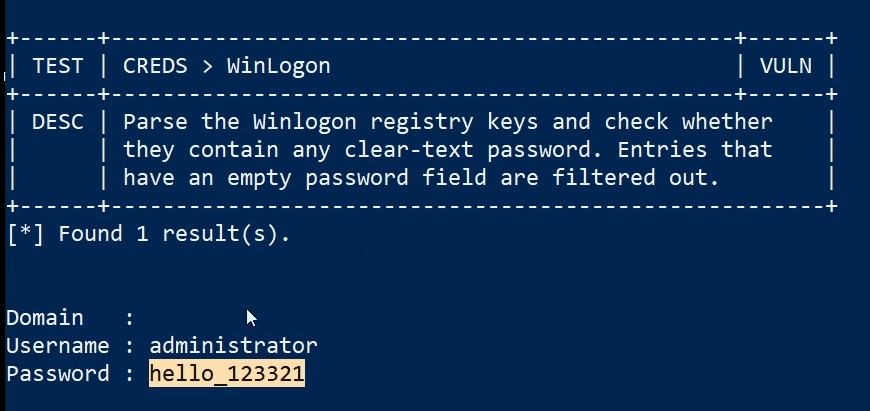 +------+------------------------------------------------+------+
| TEST | CREDS > WinLogon                               | VULN |
+------+------------------------------------------------+------+
| DESC | Parse the Winlogon registry keys and check whether    |
|      | they contain any clear-text password. Entries that    |
|      | have an empty password field are filtered out.        |
+------+-------------------------------------------------------+
[*] Found 1 result(s).
Domain   :
Username : administrator
Password : hello_123321